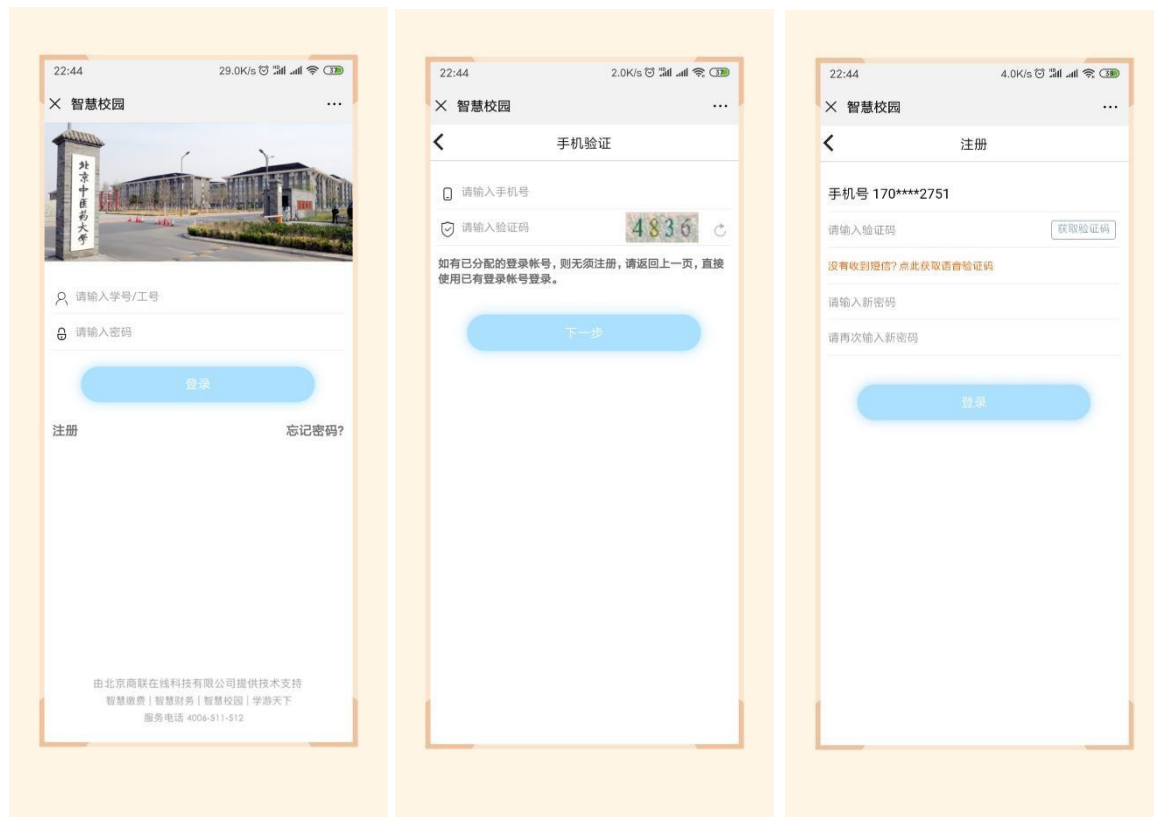 22:44
29.0K/s
智慧校园
北京中医药大学
请输入学号/工号
请输入密码
登录
注册
忘记密码?
由北京商联在线科技有限公司提供技术支持
智慧缴费 | 智慧财务 | 智慧校园 | 学游天下
服务电话 4006-511-512
22:44
2.0K/s
智慧校园
手机验证
请输入手机号
请输入验证码
4836
如有已分配的登录帐号，则无须注册，请返回上一页，直接
使用已有登录帐号登录。
下一步
22:44
4.0K/s
智慧校园
注册
手机号 170****2751
请输入验证码
获取验证码
没有收到短信?点此获取语音验证码
请输入新密码
请再次输入新密码
登录